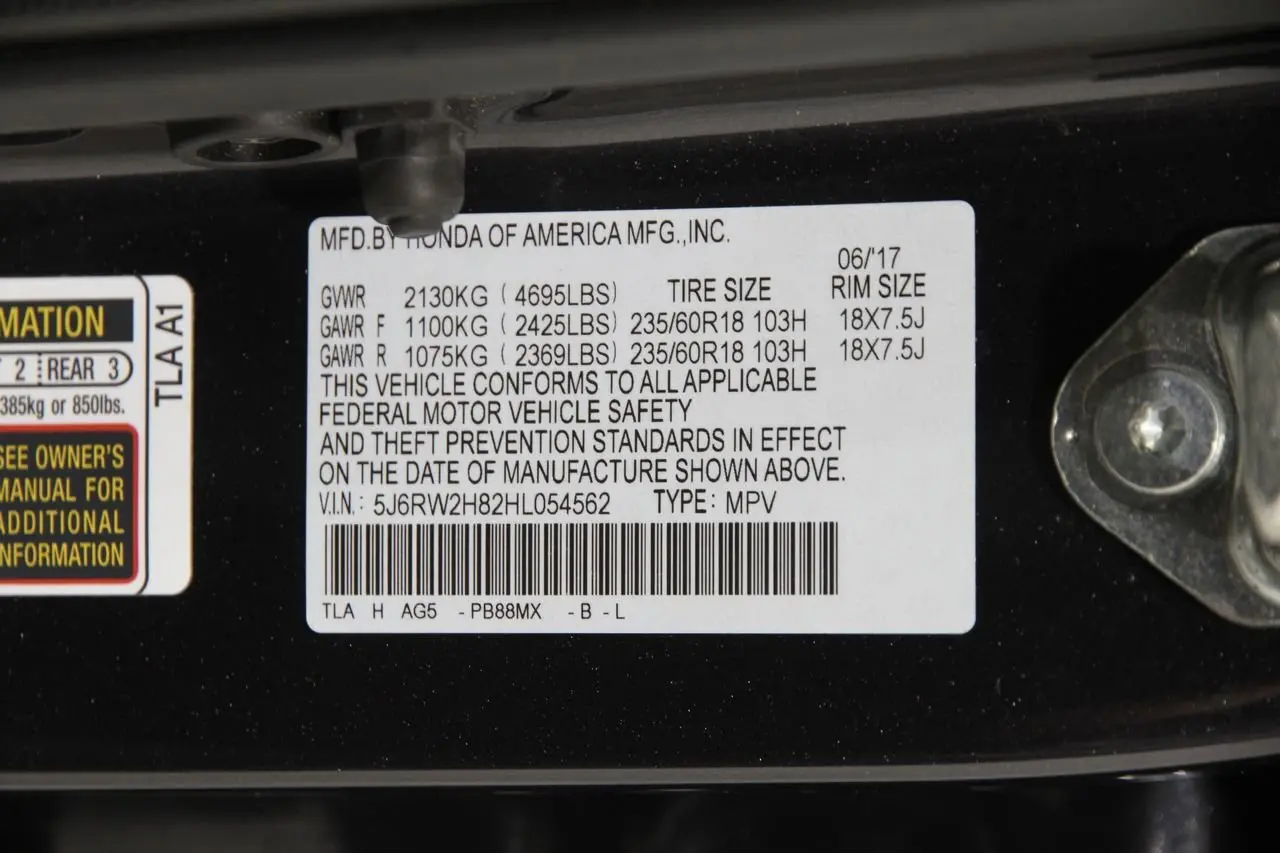 MATION
2 REAR 3
385kg or 850lbs.
SEE OWNER'S
MANUAL FOR
ADDITIONAL
INFORMATION
TLA A1
MFD.BY HONDA OF AMERICA MFG.,INC.
06/'17
GVWR 2130KG ( 4695LBS) TIRE SIZE RIM SIZE
GAWR F 1100KG ( 2425LBS) 235/60R18 103H 18X7.5J
GAWR R 1075KG ( 2369LBS) 235/60R18 103H 18X7.5J
THIS VEHICLE CONFORMS TO ALL APPLICABLE
FEDERAL MOTOR VEHICLE SAFETY
AND THEFT PREVENTION STANDARDS IN EFFECT
ON THE DATE OF MANUFACTURE SHOWN ABOVE.
V.I.N.: 5J6RW2H82HL054562 TYPE: MPV
TLA H AG5 -PB88MX -B -L